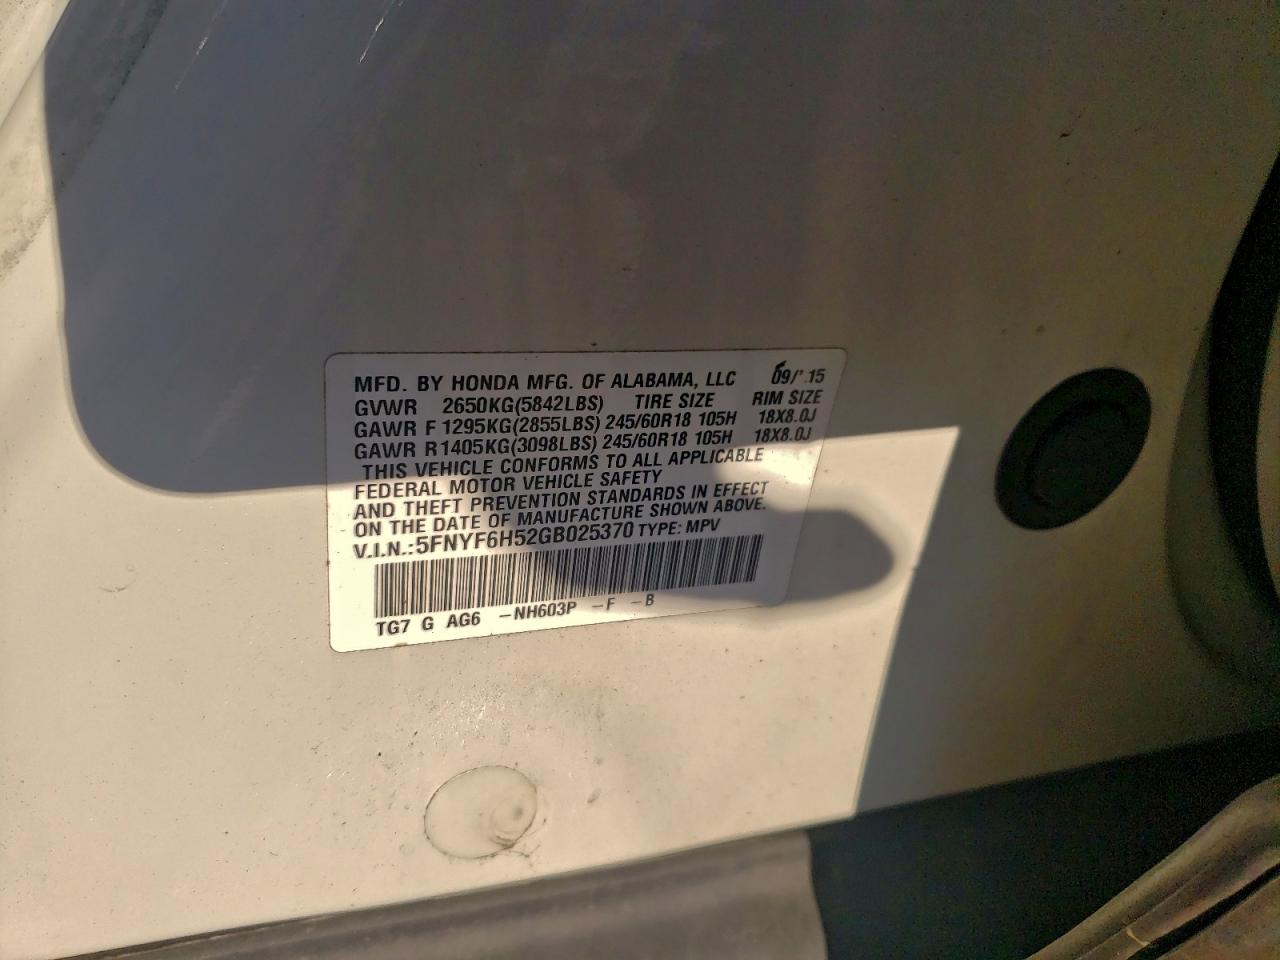 MFD. BY HONDA MFG. OF ALABAMA, LLC 09/'15
GVWR 2650KG(5842LBS) TIRE SIZE RIM SIZE
GAWR F 1295KG(2855LBS) 245/60R18 105H 18X8.0J
GAWR R1405KG(3098LBS) 245/60R18 105H 18X8.0J
THIS VEHICLE CONFORMS TO ALL APPLICABLE
FEDERAL MOTOR VEHICLE SAFETY
AND THEFT PREVENTION STANDARDS IN EFFECT
ON THE DATE OF MANUFACTURE SHOWN ABOVE.
V.I.N.:5FNYF6H52GB025370 TYPE: MPV
TG7 G AG6 -NH603P -F -B